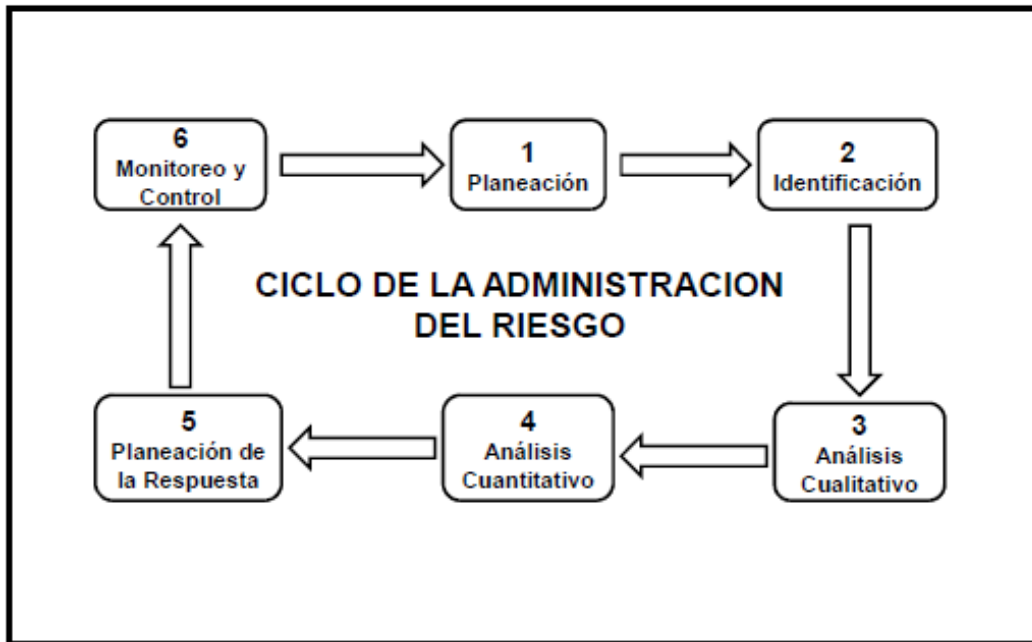 6
Monitoreo y
Control
1
Planeación
2
Identificación
CICLO DE LA ADMINISTRACION
DEL RIESGO
5
Planeación de
la Respuesta
4
Análisis
Cuantitativo
3
Análisis
Cualitativo